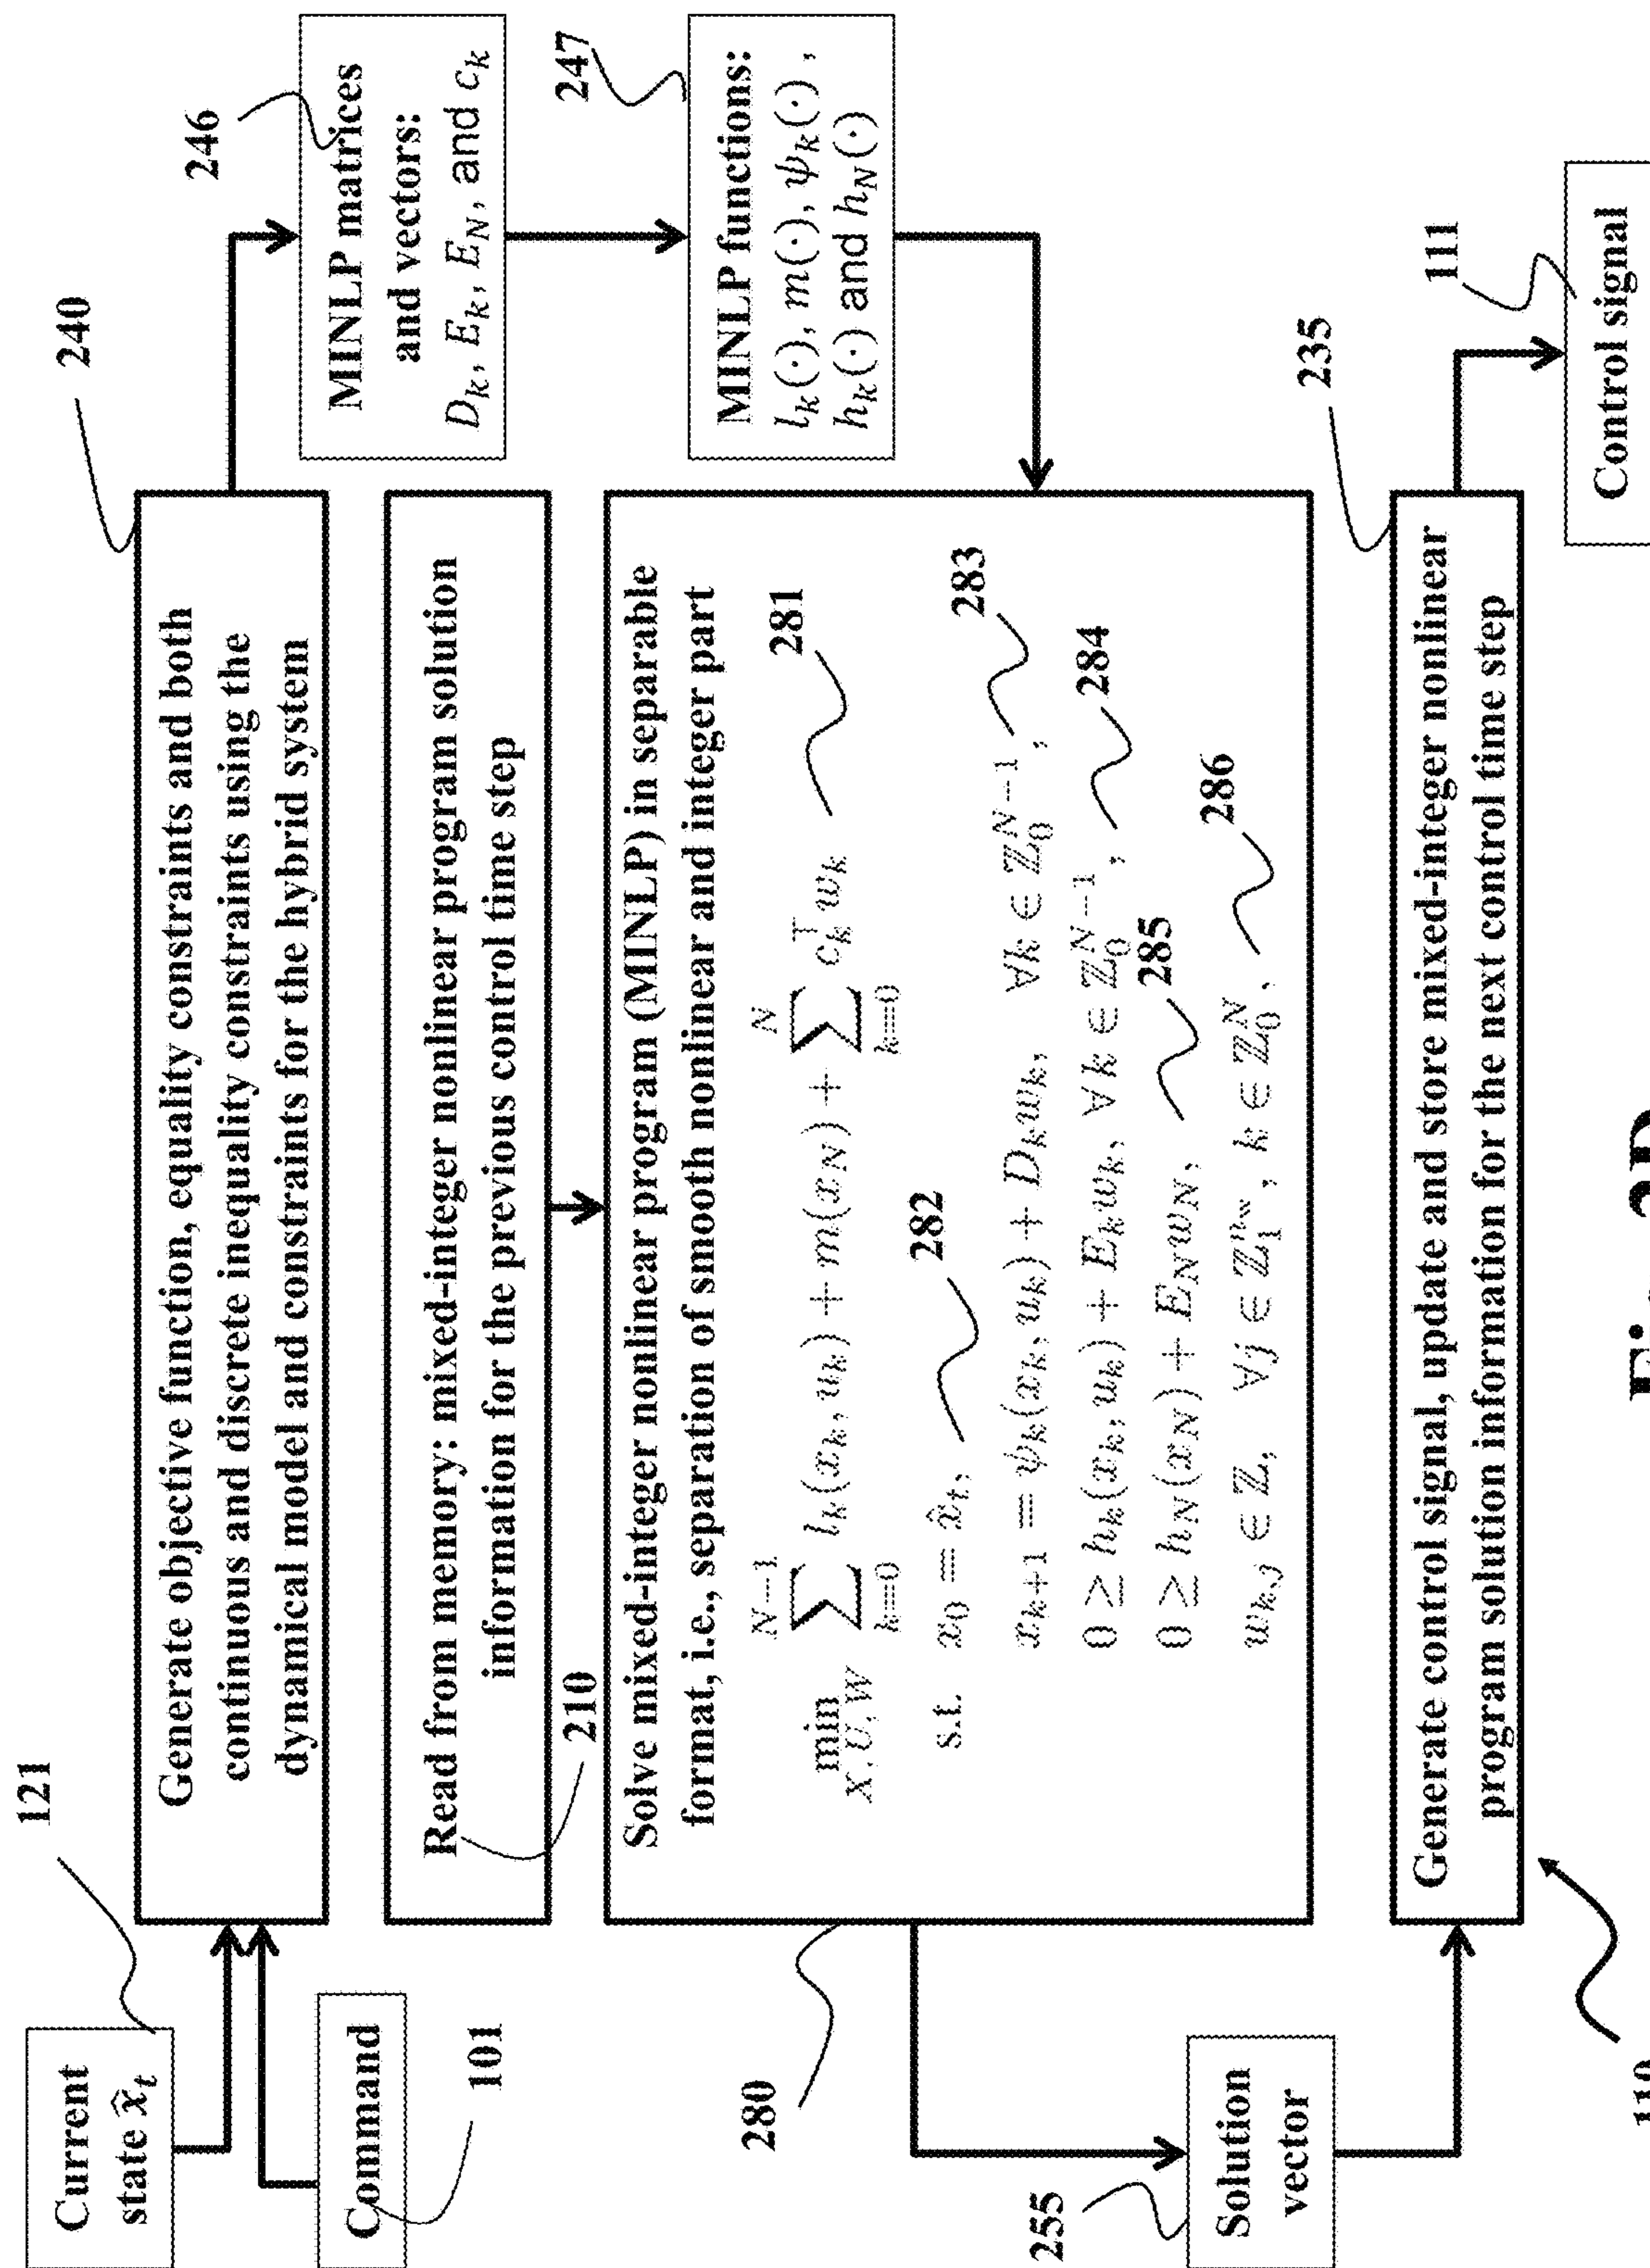 121
Current
state x̂_t
Command
101
240
Generate objective function, equality constraints and both
continuous and discrete inequality constraints using the
dynamical model and constraints for the hybrid system
246
MINLP matrices
and vectors:
D_k, E_k, E_N, and c_k
247
MINLP functions:
l_k(·), m(·), ψ_k(·),
h_k(·) and h_N(·)
Read from memory: mixed-integer nonlinear program solution
information for the previous control time step
210
280
Solve mixed-integer nonlinear program (MINLP) in separable
format, i.e., separation of smooth nonlinear and integer part
min_{X,U,W} ∑_{k=0}^{N−1} l_k(x_k, u_k) + m(x_N) + ∑_{k=0}^{N} c_k^⊤ w_k
281
s.t. x_0 = x̂_t,
282
x_{k+1} = ψ_k(x_k, u_k) + D_k w_k, ∀k ∈ ℤ_0^{N−1},
283
0 ≥ h_k(x_k, u_k) + E_k w_k, ∀k ∈ ℤ_0^{N−1},
284
0 ≥ h_N(x_N) + E_N w_N,
285
w_{k,j} ∈ ℤ, ∀j ∈ ℤ_1^{n_w}, k ∈ ℤ_0^N,
286
255
Solution
vector
235
Generate control signal, update and store mixed-integer nonlinear
program solution information for the next control time step
111
Control signal
110